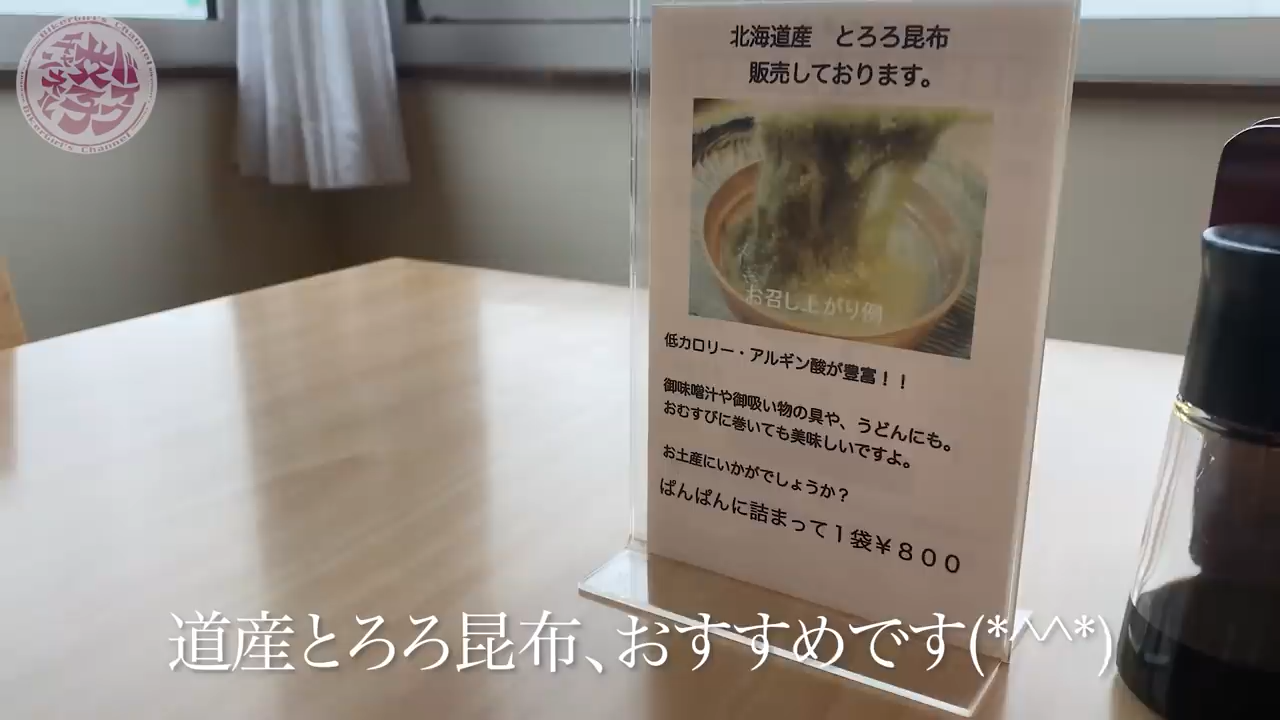 Bikeriri's Channel
北海道産　とろろ昆布
販売しております。
お召し上がり例
低カロリー・アルギン酸が豊富！！
御味噌汁や御吸い物の具や、うどんにも。
おむすびに巻いても美味しいですよ。
お土産にいかがでしょうか？
ぱんぱんに詰まって１袋￥８００
道産とろろ昆布、おすすめです(*^^*)